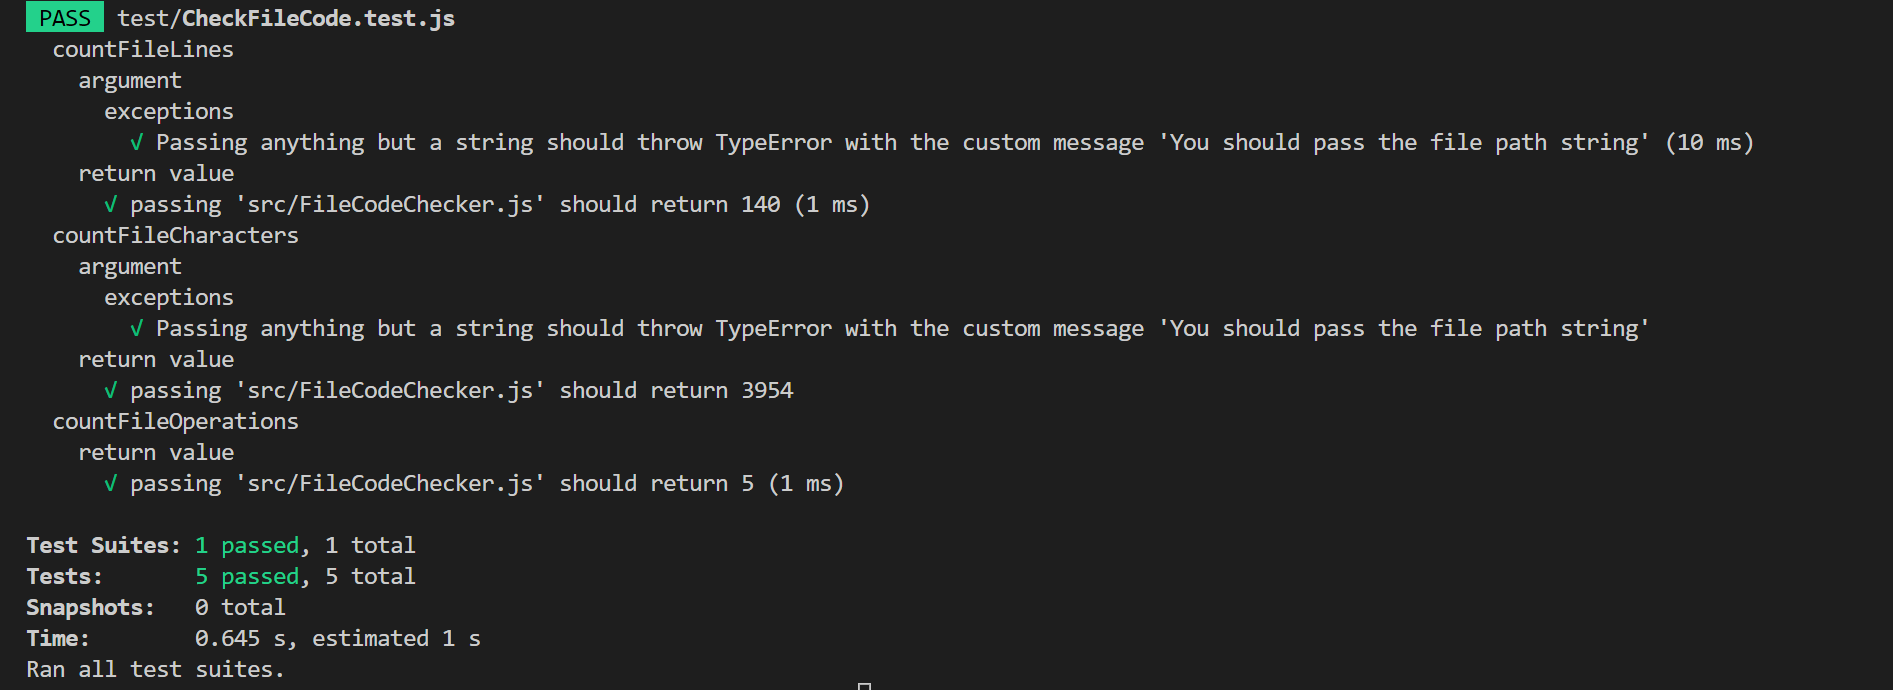 PASS test/CheckFileCode.test.js
countFileLines
argument
exceptions
√ Passing anything but a string should throw TypeError with the custom message 'You should pass the file path string' (10 ms)
return value
√ passing 'src/FileCodeChecker.js' should return 140 (1 ms)
countFileCharacters
argument
exceptions
√ Passing anything but a string should throw TypeError with the custom message 'You should pass the file path string'
return value
√ passing 'src/FileCodeChecker.js' should return 3954
countFileOperations
return value
√ passing 'src/FileCodeChecker.js' should return 5 (1 ms)
Test Suites: 1 passed, 1 total
Tests: 5 passed, 5 total
Snapshots: 0 total
Time: 0.645 s, estimated 1 s
Ran all test suites.